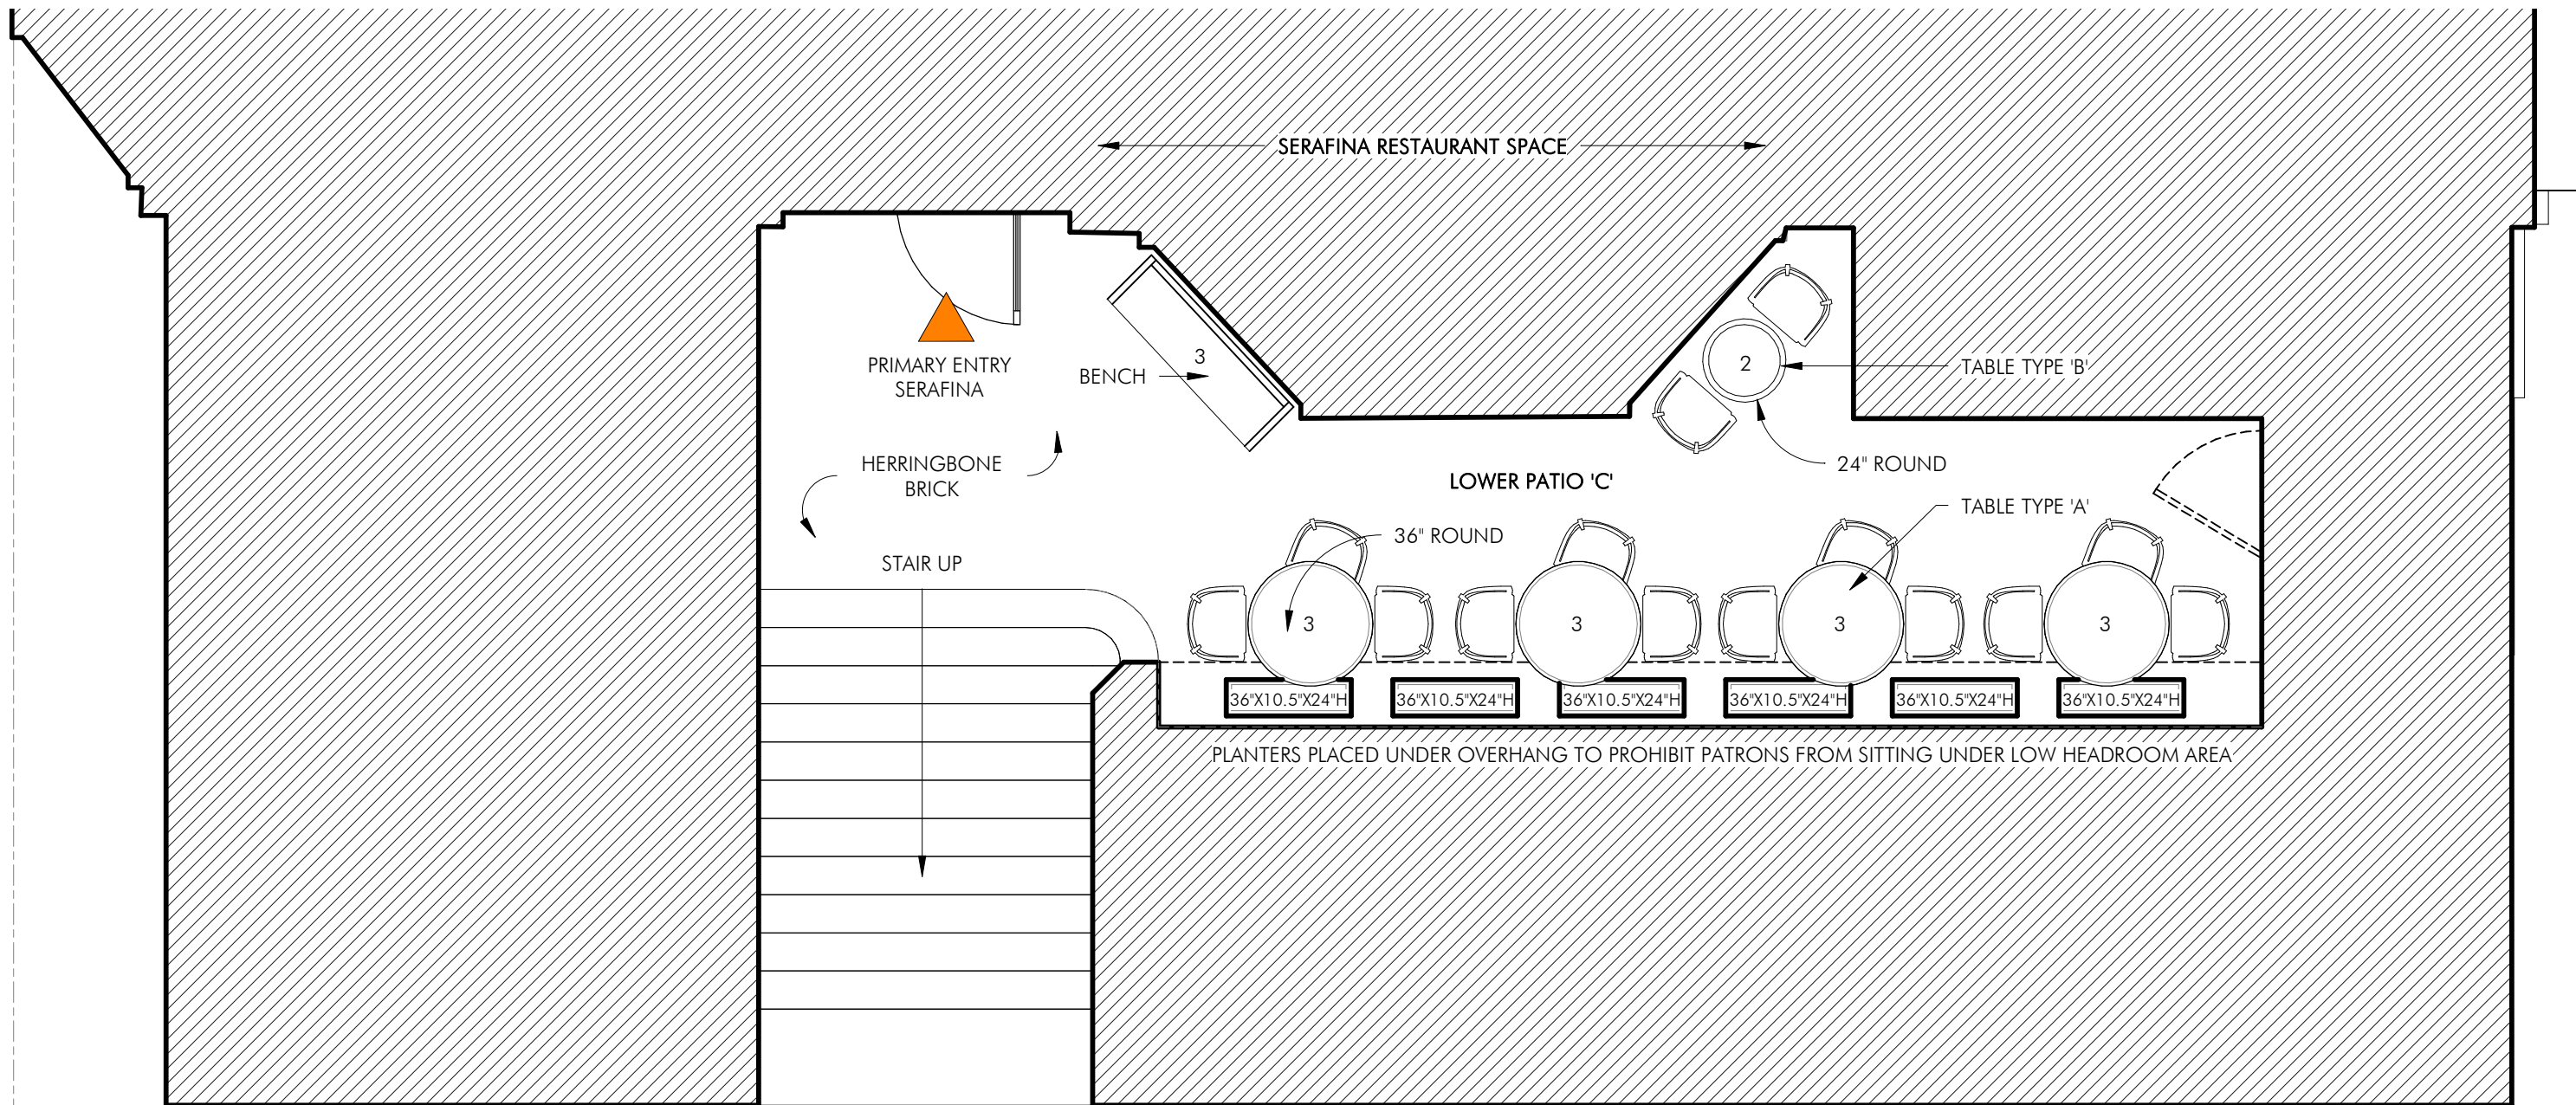 SERAFINA RESTAURANT SPACE
PRIMARY ENTRY
SERAFINA
3
BENCH
2
TABLE TYPE 'B'
HERRINGBONE
BRICK
24" ROUND
LOWER PATIO 'C'
TABLE TYPE 'A'
36" ROUND
STAIR UP
3
3
3
3
36"X10.5"X24"H
36"X10.5"X24"H
36"X10.5"X24"H
36"X10.5"X24"H
36"X10.5"X24"H
36"X10.5"X24"H
PLANTERS PLACED UNDER OVERHANG TO PROHIBIT PATRONS FROM SITTING UNDER LOW HEADROOM AREA